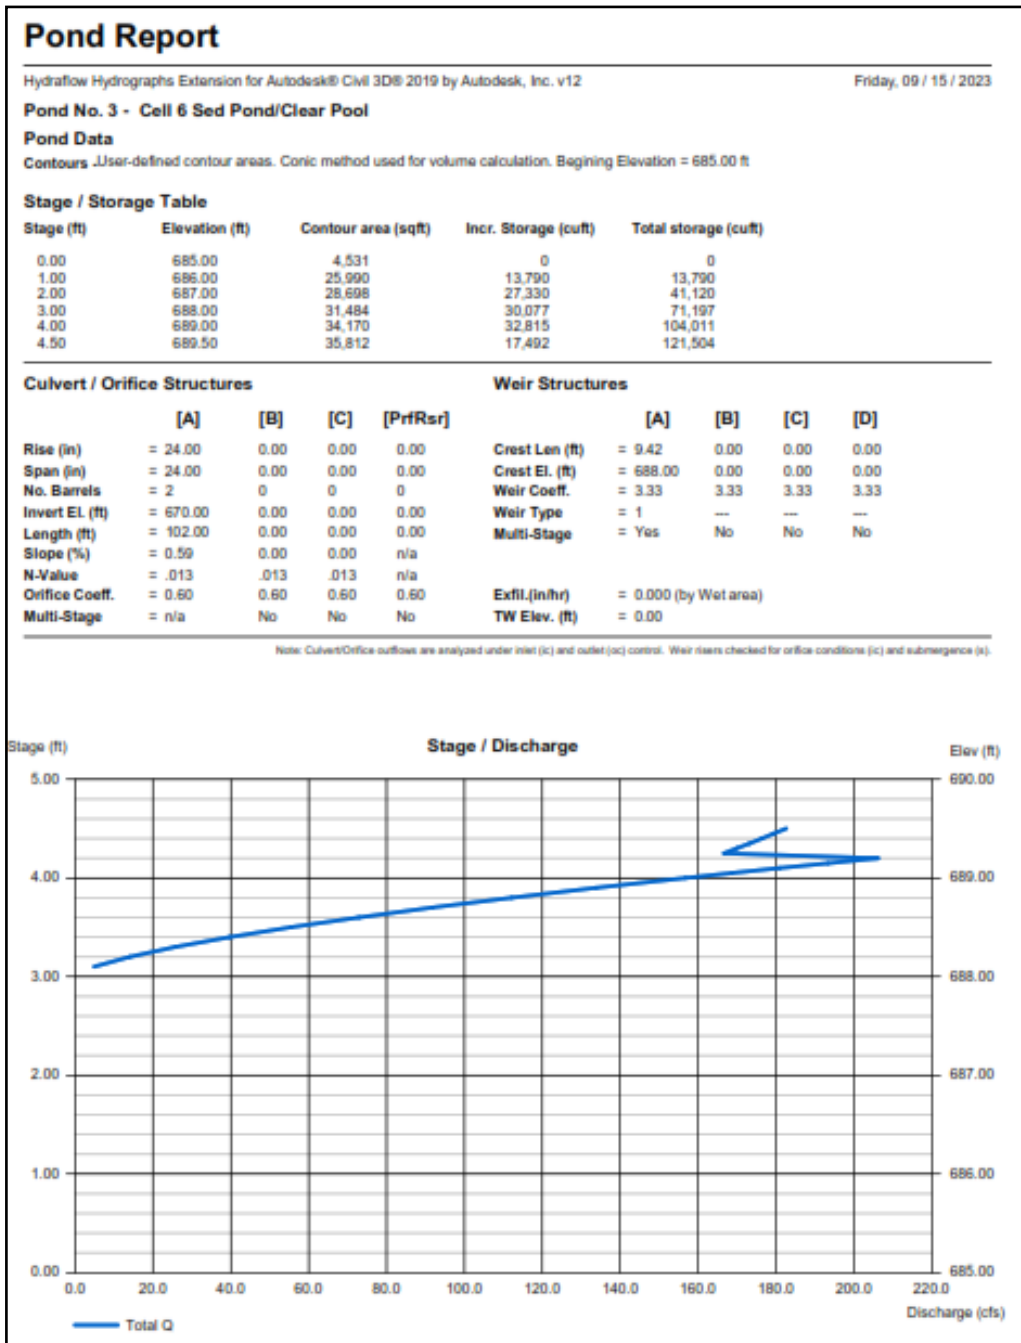 Pond Report
Hydraflow Hydrographs Extension for Autodesk® Civil 3D® 2019 by Autodesk, Inc. v12 Friday, 09 / 15 / 2023
Pond No. 3 - Cell 6 Sed Pond/Clear Pool
Pond Data
Contours -User-defined contour areas. Conic method used for volume calculation. Begining Elevation = 685.00 ft
Stage / Storage Table
Stage (ft) Elevation (ft) Contour area (sqft) Incr. Storage (cuft) Total storage (cuft)
0.00 685.00 4,531 0 0
1.00 686.00 25,990 13,790 13,790
2.00 687.00 28,698 27,330 41,120
3.00 688.00 31,484 30,077 71,197
4.00 689.00 34,170 32,815 104,011
4.50 689.50 35,812 17,492 121,504
Culvert / Orifice Structures Weir Structures
[A] [B] [C] [PrfRsr] [A] [B] [C] [D]
Rise (in) = 24.00 0.00 0.00 0.00 Crest Len (ft) = 9.42 0.00 0.00 0.00
Span (in) = 24.00 0.00 0.00 0.00 Crest El. (ft) = 688.00 0.00 0.00 0.00
No. Barrels = 2 0 0 0 Weir Coeff. = 3.33 3.33 3.33 3.33
Invert El. (ft) = 670.00 0.00 0.00 0.00 Weir Type = 1 --- --- ---
Length (ft) = 102.00 0.00 0.00 0.00 Multi-Stage = Yes No No No
Slope (%) = 0.59 0.00 0.00 n/a
N-Value = .013 .013 .013 n/a
Orifice Coeff. = 0.60 0.60 0.60 0.60 Exfil.(in/hr) = 0.000 (by Wet area)
Multi-Stage = n/a No No No TW Elev. (ft) = 0.00
Note: Culvert/Orifice outflows are analyzed under inlet (ic) and outlet (oc) control. Weir risers checked for orifice conditions (ic) and submergence (s).
Stage (ft) Stage / Discharge Elev (ft)
5.00 690.00
4.00 689.00
3.00 688.00
2.00 687.00
1.00 686.00
0.00 685.00
0.0 20.0 40.0 60.0 80.0 100.0 120.0 140.0 160.0 180.0 200.0 220.0
Discharge (cfs)
Total Q